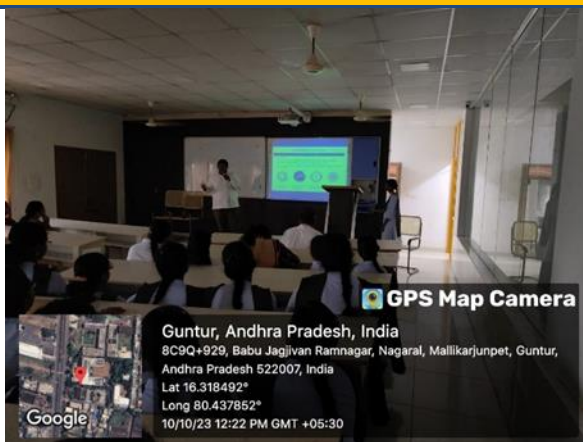 GPS Map Camera
Guntur, Andhra Pradesh, India
8C9Q+929, Babu Jagjivan Ramnagar, Nagaral, Mallikarjunpet, Guntur,
Andhra Pradesh 522007, India
Lat 16.318492°
Long 80.437852°
10/10/23 12:22 PM GMT +05:30
Google